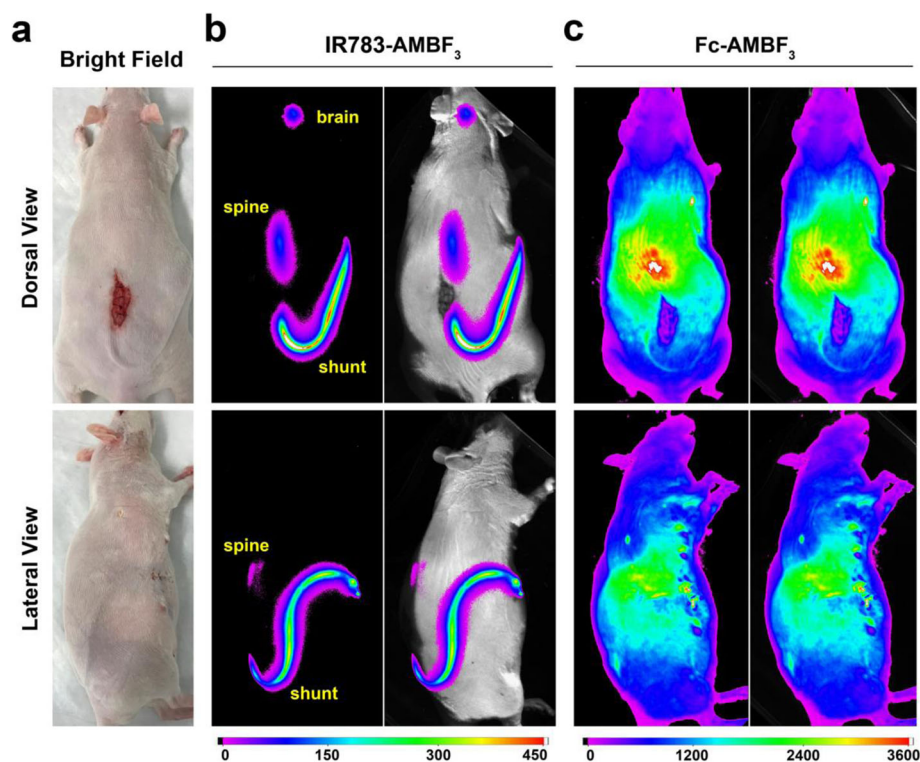 a
b
c
Bright Field
IR783-AMBF3
Fc-AMBF3
Dorsal View
brain
spine
shunt
Lateral View
spine
shunt
0 150 300 450
0 1200 2400 3600